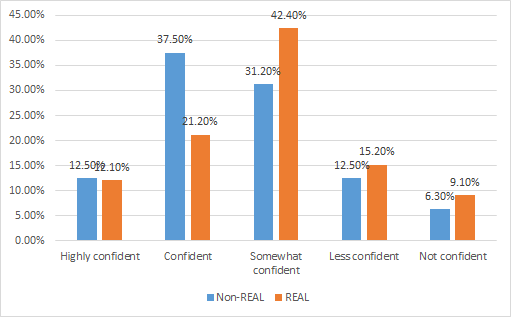 45.00%
40.00%
35.00%
30.00%
25.00%
20.00%
15.00%
10.00%
5.00%
0.00%
12.50%
12.10%
37.50%
21.20%
31.20%
42.40%
12.50%
15.20%
6.30%
9.10%
Highly confident
Confident
Somewhat
confident
Less confident
Not confident
Non-REAL
REAL